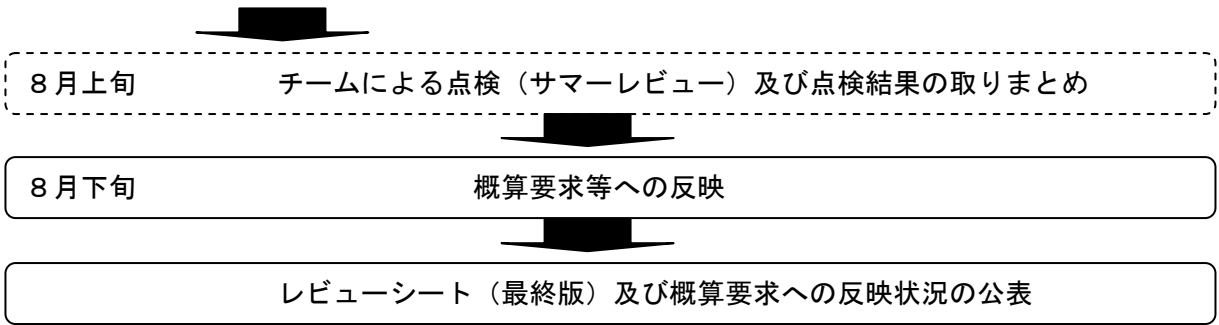 ８月上旬　チームによる点検（サマーレビュー）及び点検結果の取りまとめ
８月下旬　概算要求等への反映
レビューシート（最終版）及び概算要求への反映状況の公表